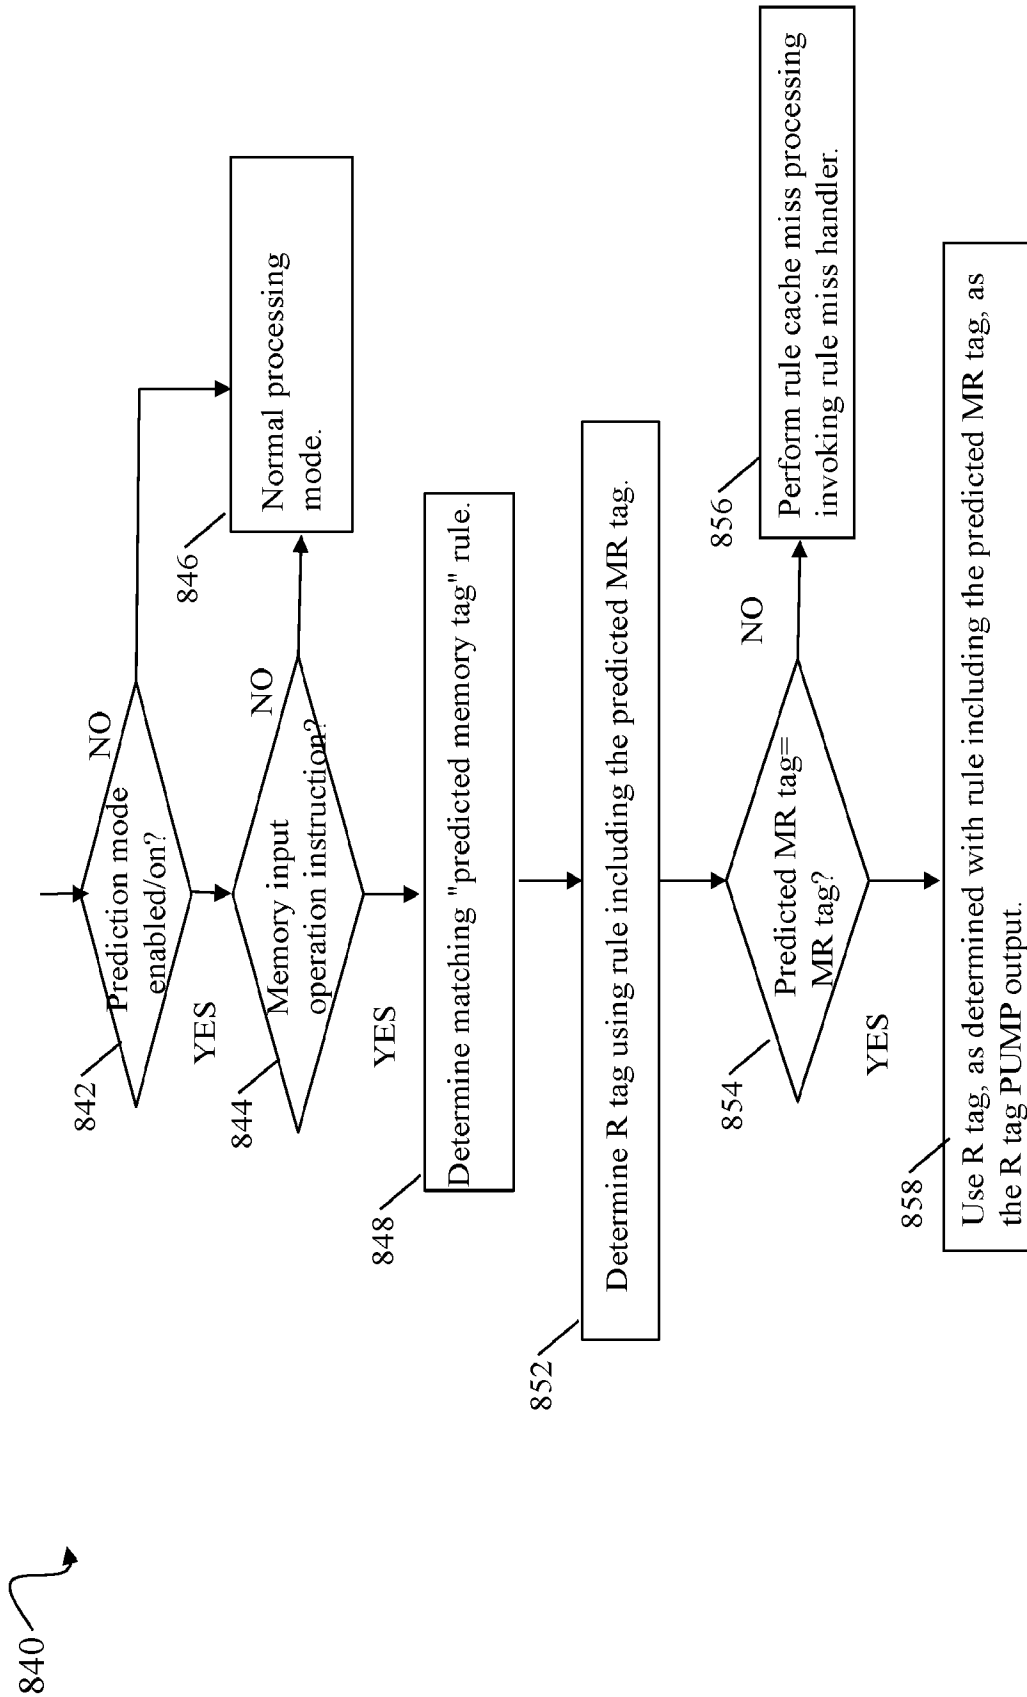 840
842
Prediction mode
enabled/on?
NO
YES
844
Memory input
operation instruction?
NO
846
Normal processing
mode.
YES
848
Determine matching "predicted memory tag" rule.
852
Determine R tag using rule including the predicted MR tag.
854
Predicted MR tag=
MR tag?
NO
856
Perform rule cache miss processing
invoking rule miss handler.
YES
858
Use R tag, as determined with rule including the predicted MR tag, as
the R tag PUMP output.